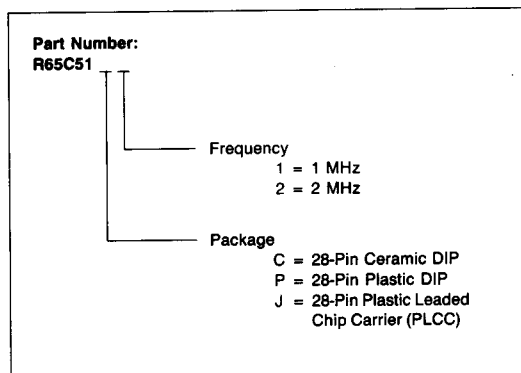 Part Number:
R65C51
Frequency
1 = 1 MHz
2 = 2 MHz
Package
C = 28-Pin Ceramic DIP
P = 28-Pin Plastic DIP
J = 28-Pin Plastic Leaded
Chip Carrier (PLCC)